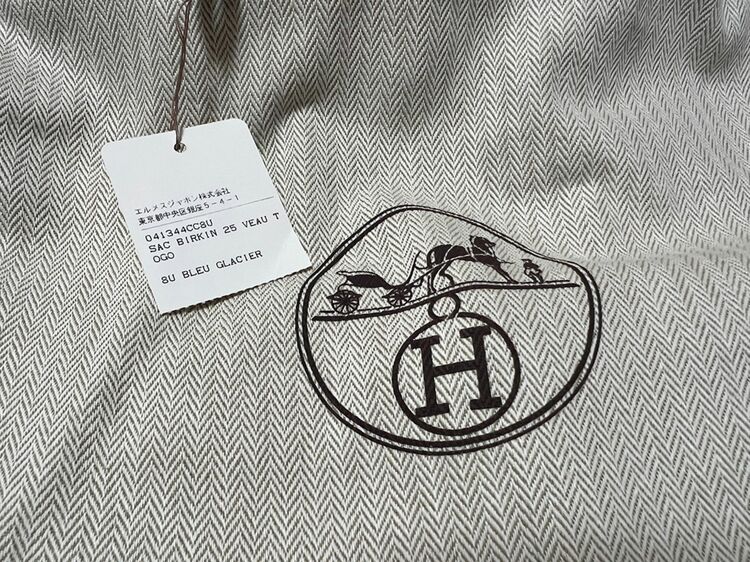 エルメスジャポン株式会社
東京都中央区銀座5-4-1
041344CC8U
SAC BIRKIN 25 VEAU T
OGO
8U BLEU GLACIER
H